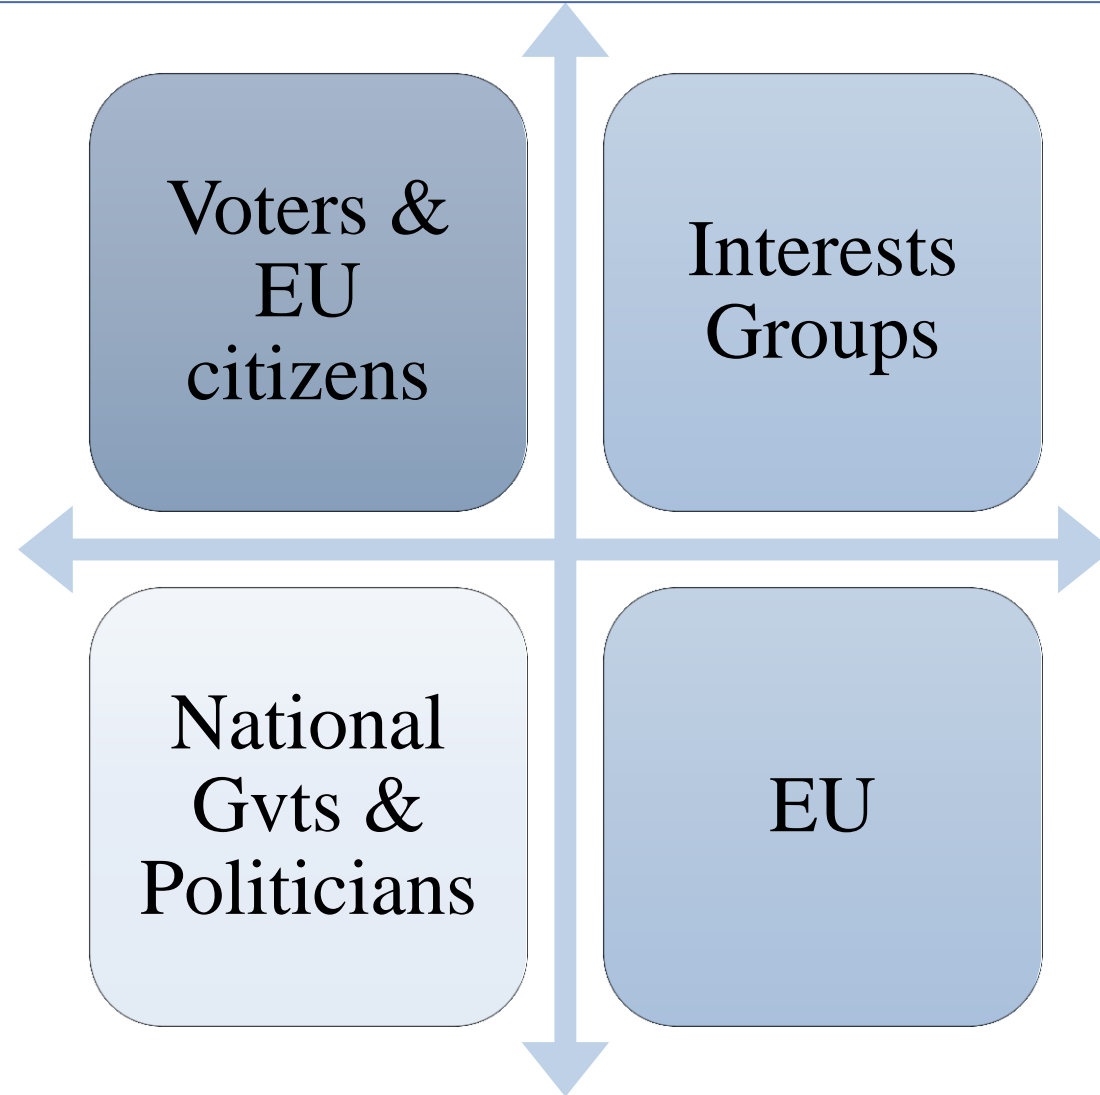 Voters &
EU
citizens
Interests
Groups
National
Gvts &
Politicians
EU